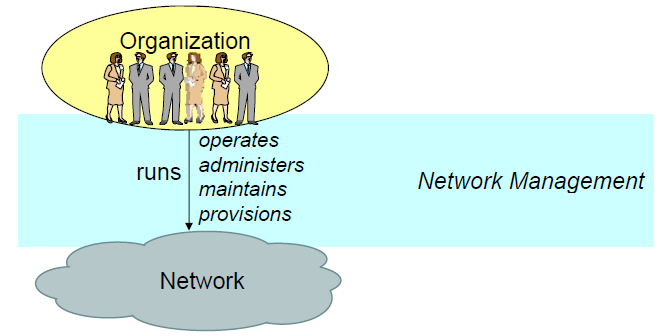 Organization
runs
operates
administers
maintains
provisions
Network Management
Network